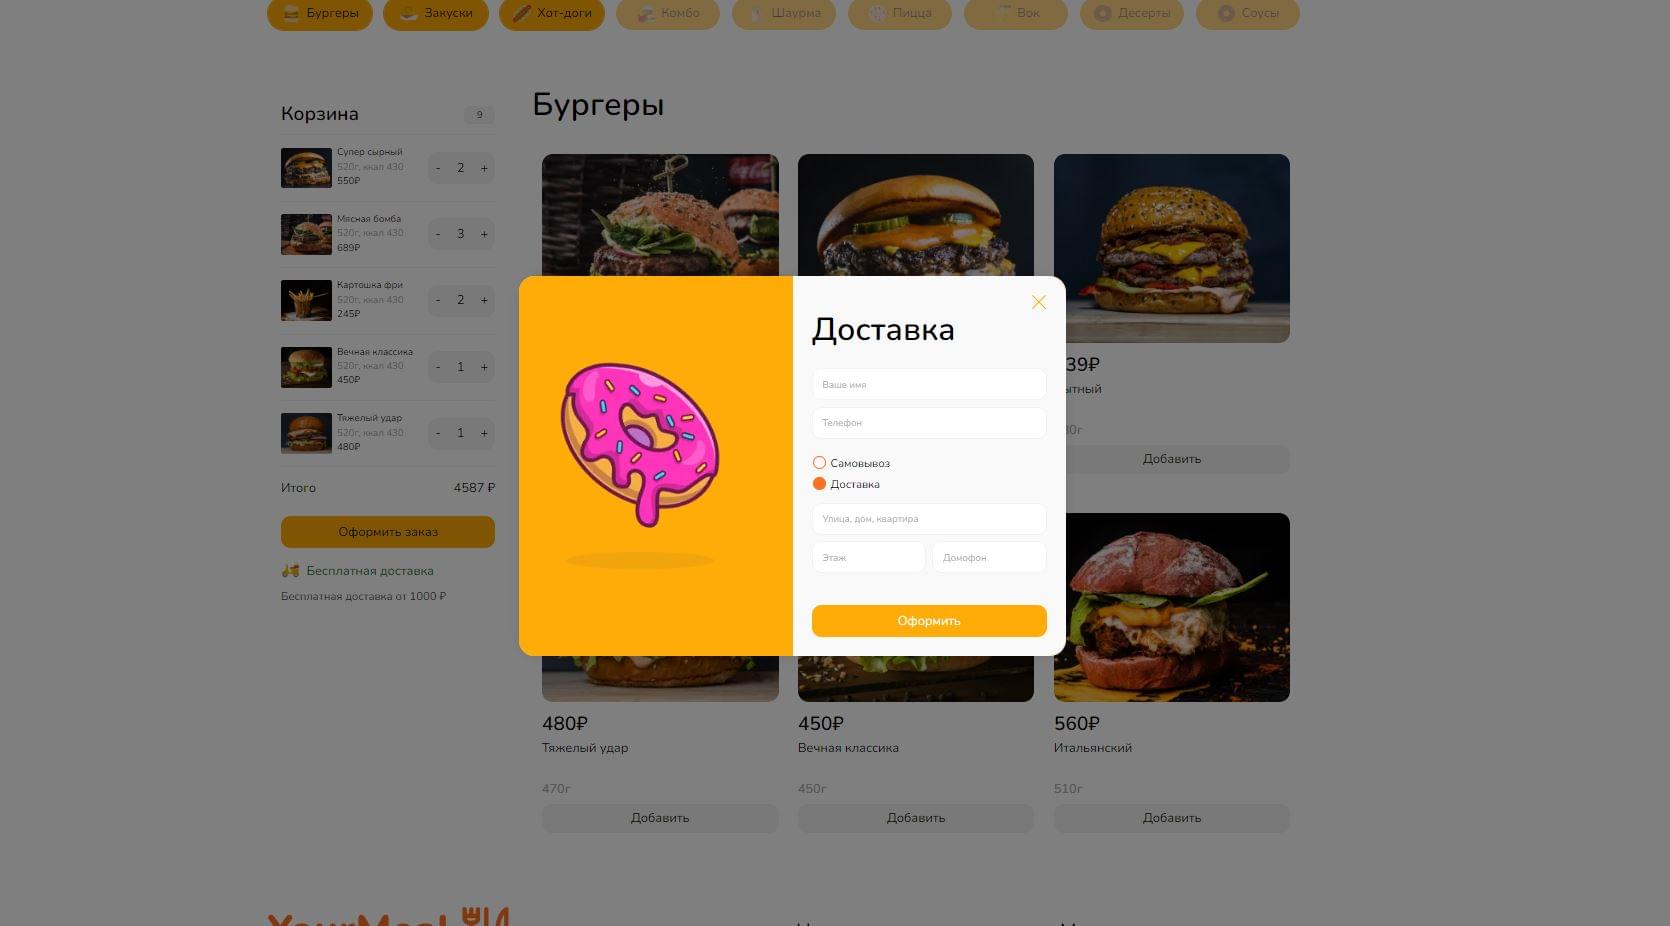 Бургеры
Закуски
Хот-доги
Комбо
Шаурма
Пицца
Вок
Десерты
Соусы
Корзина
9
Супер сырный
520г, ккал 430
550₽
- 2 +
Мясная бомба
520г, ккал 430
689₽
- 3 +
Картошка фри
520г, ккал 430
245₽
- 2 +
Вечная классика
520г, ккал 430
450₽
- 1 +
Тяжелый удар
520г, ккал 430
480₽
- 1 +
Итого 4587 ₽
Оформить заказ
Бесплатная доставка
Бесплатная доставка от 1000 ₽
Бургеры
Доставка
Ваше имя
Телефон
Самовывоз
Доставка
Улица, дом, квартира
Этаж
Домофон
Оформить
39₽
ытный
Добавить
480₽
Тяжелый удар
470г
Добавить
450₽
Вечная классика
450г
Добавить
560₽
Итальянский
510г
Добавить
YourMeal